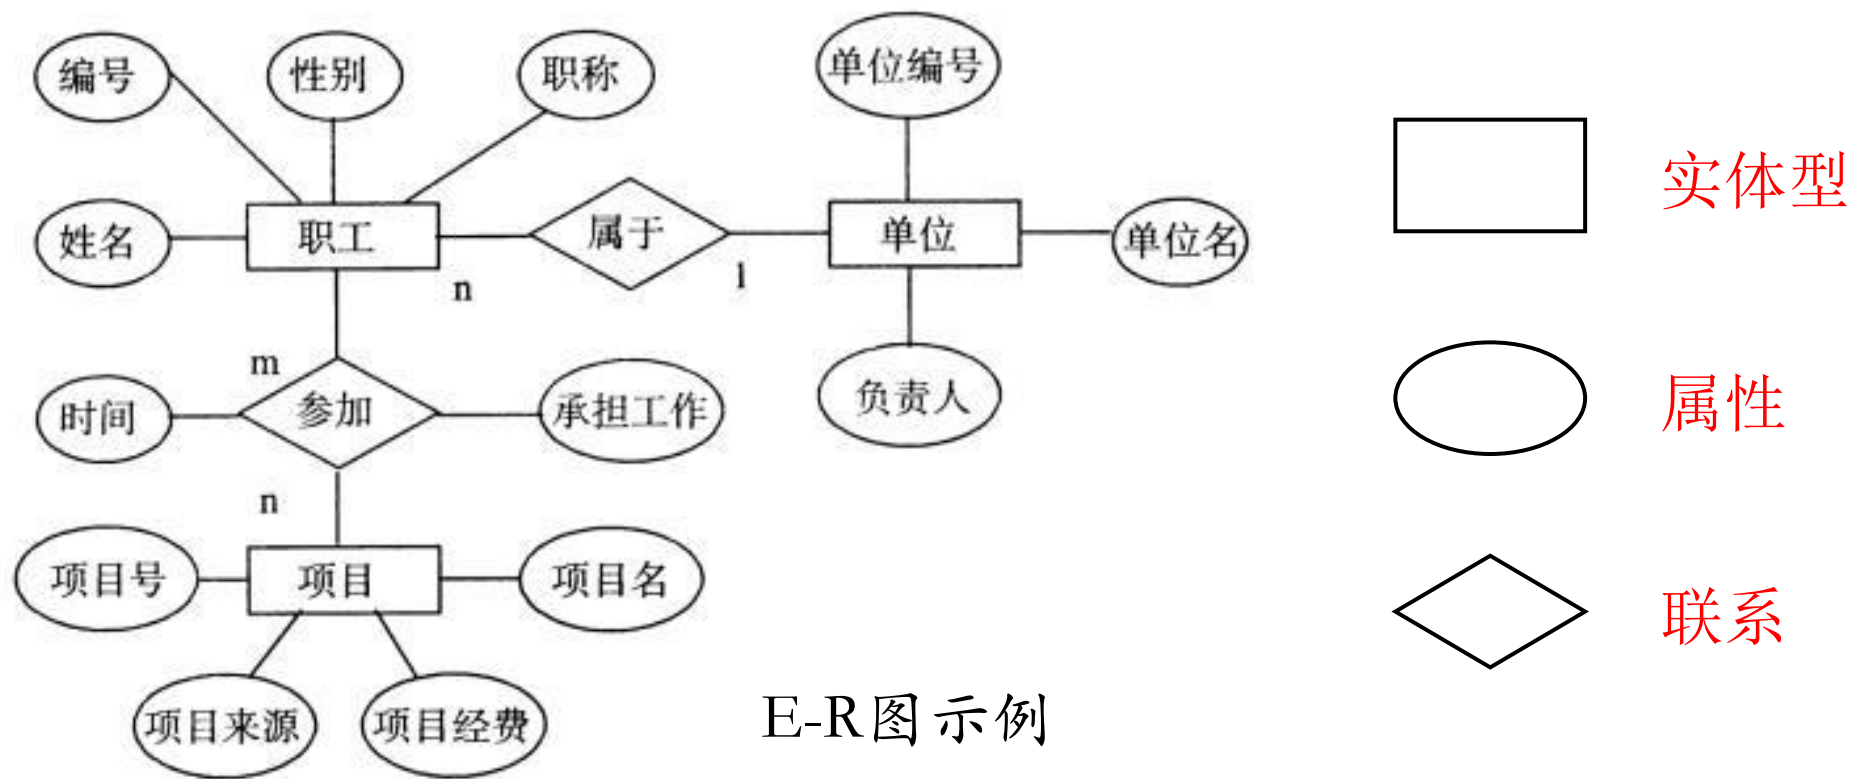 编号
性别
职称
单位编号
姓名
职工
属于
单位
单位名
n
1
m
时间
参加
承担工作
负责人
n
项目号
项目
项目名
项目来源
项目经费
E-R图示例
实体型
属性
联系